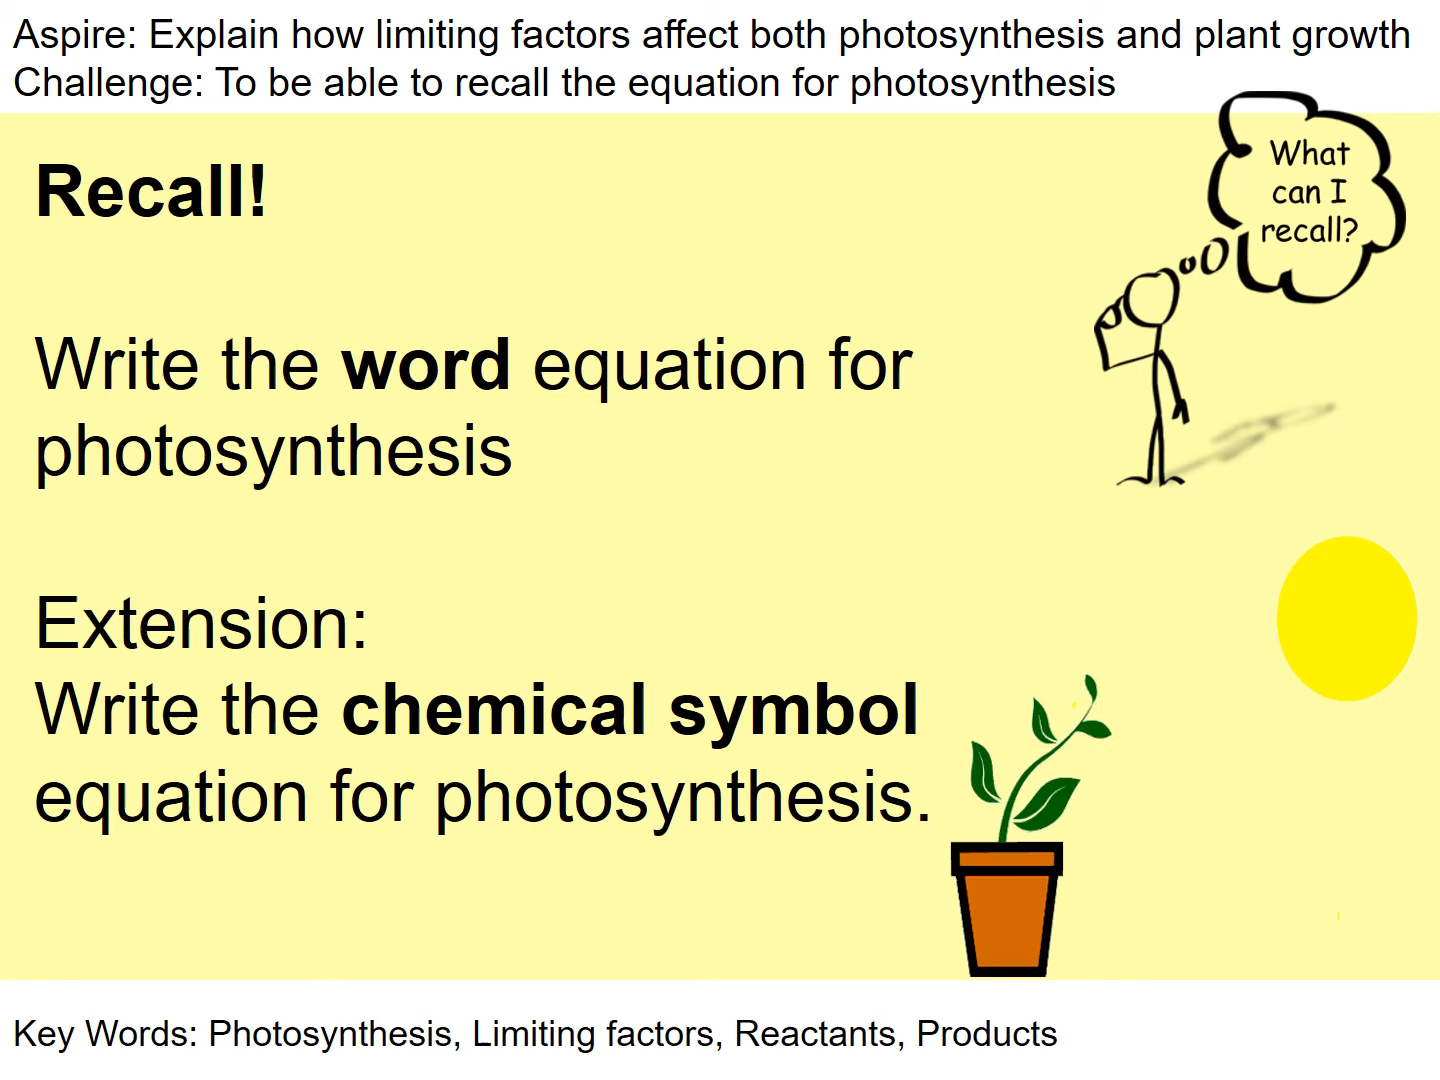 Aspire: Explain how limiting factors affect both photosynthesis and plant growth
Challenge: To be able to recall the equation for photosynthesis
What
can I
recall?
Recall!
Write the word equation for
photosynthesis
Extension:
Write the chemical symbol
equation for photosynthesis.
Key Words: Photosynthesis, Limiting factors, Reactants, Products